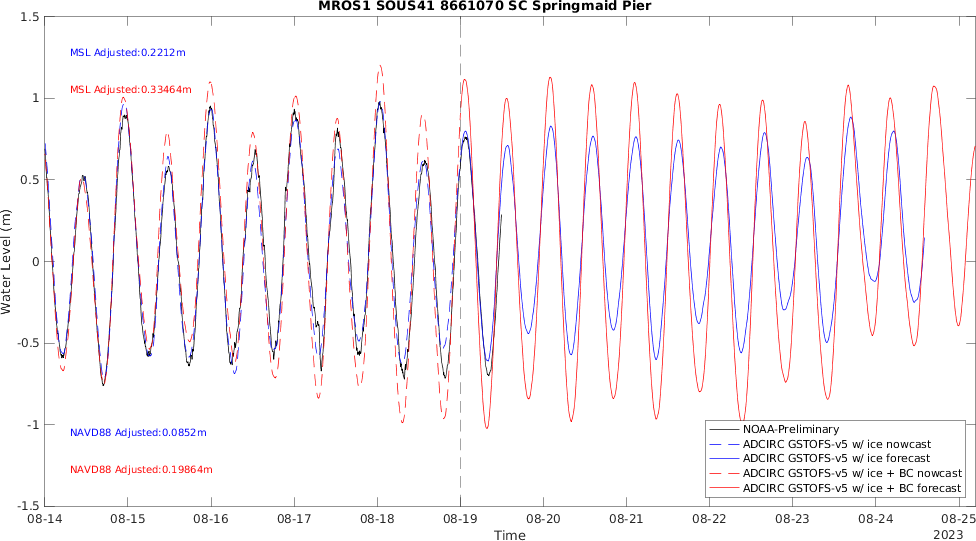 MROS1 SOUS41 8661070 SC Springmaid Pier
1.5
1
0.5
0
-0.5
-1
-1.5
Water Level (m)
MSL Adjusted:0.2212m
MSL Adjusted:0.33464m
NAVD88 Adjusted:0.0852m
NAVD88 Adjusted:0.19864m
NOAA-Preliminary
ADCIRC GSTOFS-v5 w/ ice nowcast
ADCIRC GSTOFS-v5 w/ ice forecast
ADCIRC GSTOFS-v5 w/ ice + BC nowcast
ADCIRC GSTOFS-v5 w/ ice + BC forecast
08-14 08-15 08-16 08-17 08-18 08-19 08-20 08-21 08-22 08-23 08-24 08-25
Time
2023